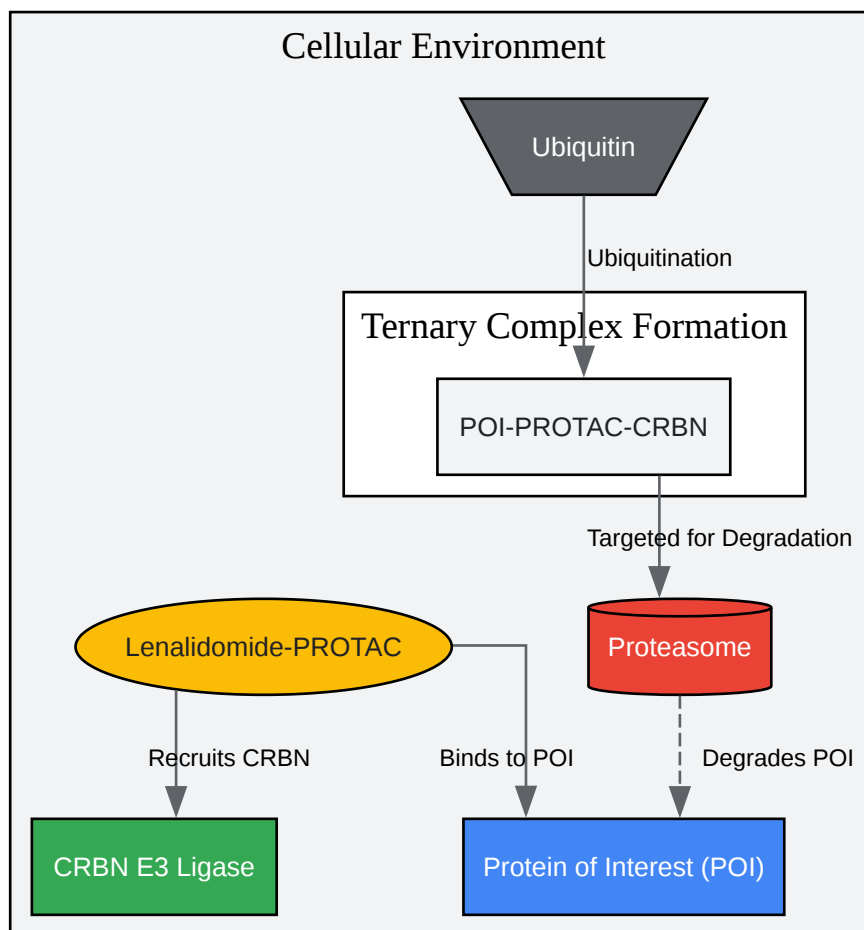 Cellular Environment
Ubiquitin
Ubiquitination
Ternary Complex Formation
POI-PROTAC-CRBN
Targeted for Degradation
Lenalidomide-PROTAC
Proteasome
Recruits CRBN
Binds to POI
Degrades POI
CRBN E3 Ligase
Protein of Interest (POI)